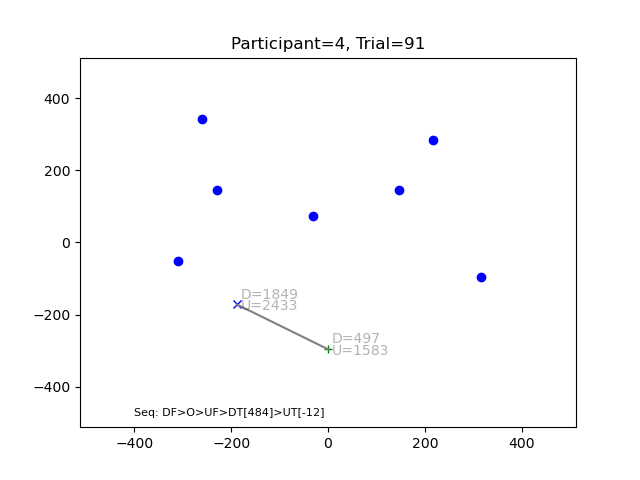 Participant=4, Trial=91
400
200
0
−200
−400
D=1849
U=2433
D=497
U=1583
Seq: DF>O>UF>DT[484]>UT[-12]
−400
−200
0
200
400